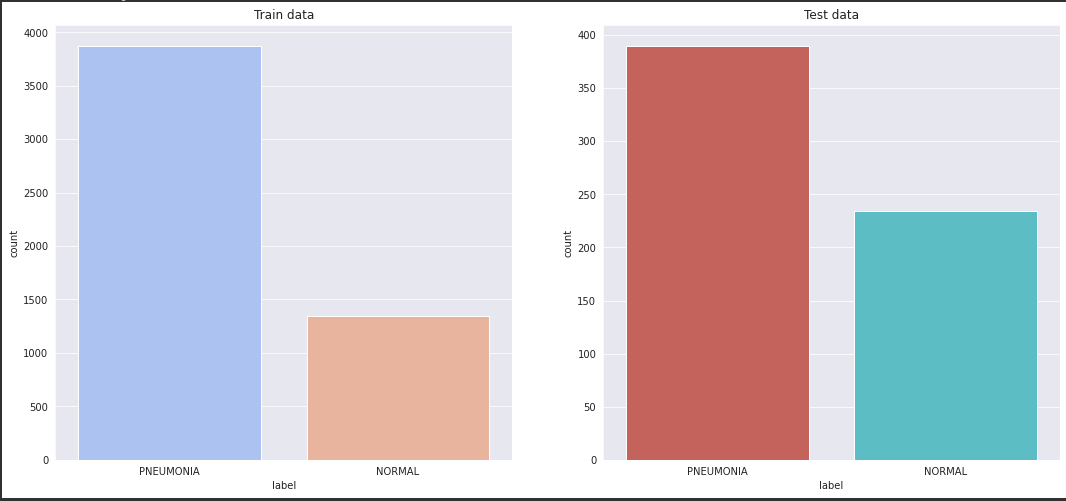 Train data
4000
3500
3000
2500
2000
1500
1000
500
0
count
PNEUMONIA NORMAL
label
Test data
400
350
300
250
200
150
100
50
0
count
PNEUMONIA NORMAL
label